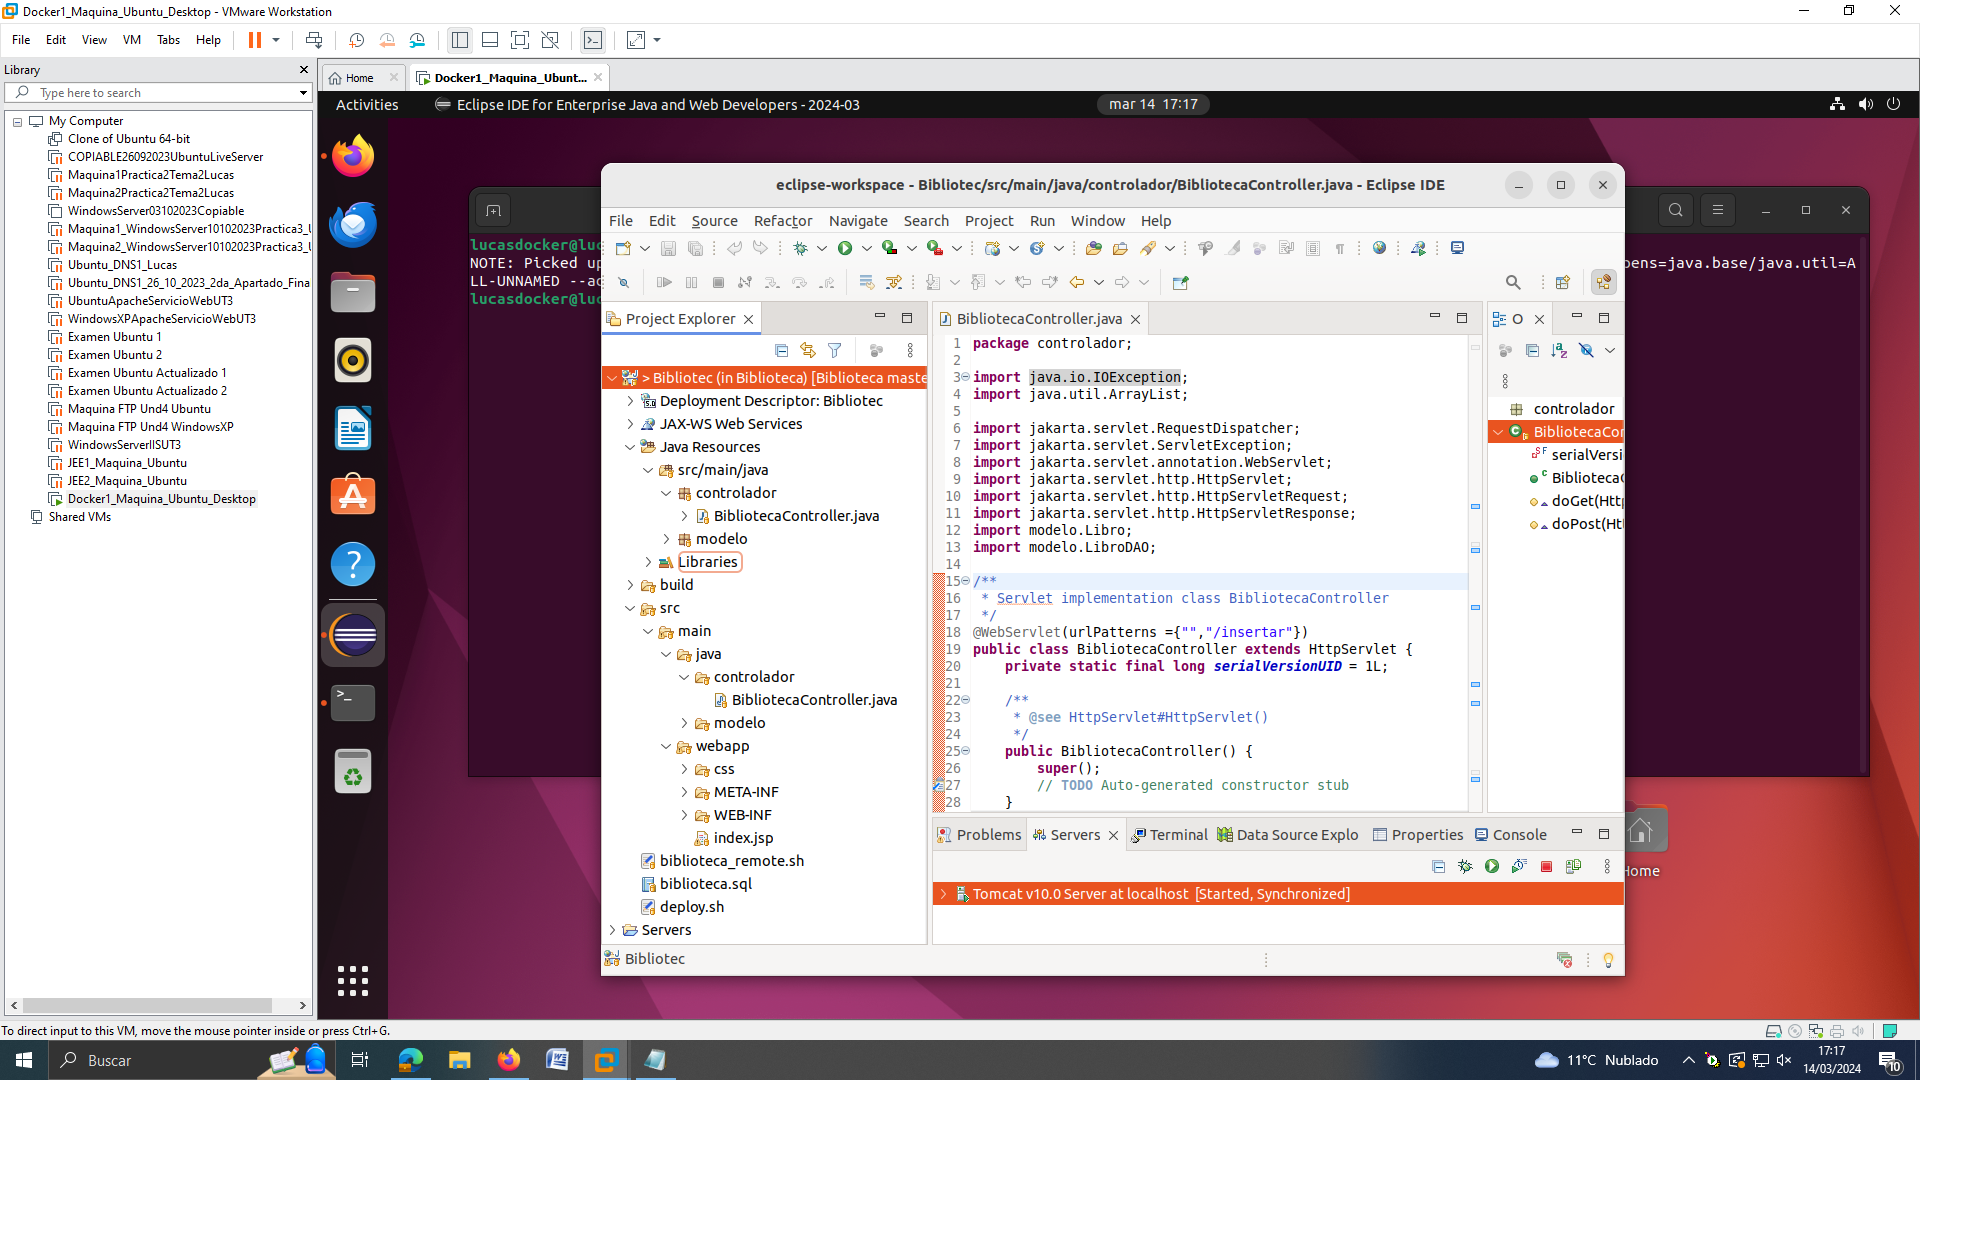 Docker1_Maquina_Ubuntu_Desktop - VMware Workstation
File Edit View VM Tabs Help
Library
Type here to search
My Computer
Clone of Ubuntu 64-bit
COPIABLE26092023UbuntuLiveServer
Maquina1Practica2Tema2Lucas
Maquina2Practica2Tema2Lucas
WindowsServer03102023Copiable
Maquina1_WindowsServer10102023Practica3_U
Maquina2_WindowsServer10102023Practica3_U
Ubuntu_DNS1_Lucas
Ubuntu_DNS1_26_10_2023_2da_Apartado_Fina
UbuntuApacheServicioWebUT3
WindowsXPApacheServicioWebUT3
Examen Ubuntu 1
Examen Ubuntu 2
Examen Ubuntu Actualizado 1
Examen Ubuntu Actualizado 2
Maquina FTP Und4 Ubuntu
Maquina FTP Und4 WindowsXP
WindowsServerIISUT3
JEE1_Maquina_Ubuntu
JEE2_Maquina_Ubuntu
Docker1_Maquina_Ubuntu_Desktop
Shared VMs
Home
Docker1_Maquina_Ubunt...
Activities
Eclipse IDE for Enterprise Java and Web Developers - 2024-03
mar 14 17:17
lucasdocker@luc
NOTE: Picked up
LL-UNNAMED --ac
lucasdocker@luc
pens=java.base/java.util=A
Home
eclipse-workspace - Bibliotec/src/main/java/controlador/BibliotecaController.java - Eclipse IDE
File Edit Source Refactor Navigate Search Project Run Window Help
Project Explorer
> Bibliotec (in Biblioteca) [Biblioteca maste
Deployment Descriptor: Bibliotec
JAX-WS Web Services
Java Resources
src/main/java
controlador
BibliotecaController.java
modelo
Libraries
build
src
main
java
controlador
BibliotecaController.java
modelo
webapp
css
META-INF
WEB-INF
index.jsp
biblioteca_remote.sh
biblioteca.sql
deploy.sh
Servers
Bibliotec
BibliotecaController.java
1 package controlador;
2
3 import java.io.IOException;
4 import java.util.ArrayList;
5
6 import jakarta.servlet.RequestDispatcher;
7 import jakarta.servlet.ServletException;
8 import jakarta.servlet.annotation.WebServlet;
9 import jakarta.servlet.http.HttpServlet;
10 import jakarta.servlet.http.HttpServletRequest;
11 import jakarta.servlet.http.HttpServletResponse;
12 import modelo.Libro;
13 import modelo.LibroDAO;
14
15 /**
16  * Servlet implementation class BibliotecaController
17  */
18 @WebServlet(urlPatterns ={"","/insertar"})
19 public class BibliotecaController extends HttpServlet {
20     private static final long serialVersionUID = 1L;
21
22     /**
23      * @see HttpServlet#HttpServlet()
24      */
25     public BibliotecaController() {
26         super();
27         // TODO Auto-generated constructor stub
28     }
O
controlador
BibliotecaCor
serialVersi
BibliotecaC
doGet(Htt
doPost(Ht
Problems Servers Terminal Data Source Explo Properties Console
Tomcat v10.0 Server at localhost [Started, Synchronized]
To direct input to this VM, move the mouse pointer inside or press Ctrl+G.
Buscar
11°C Nublado
17:17
14/03/2024
10